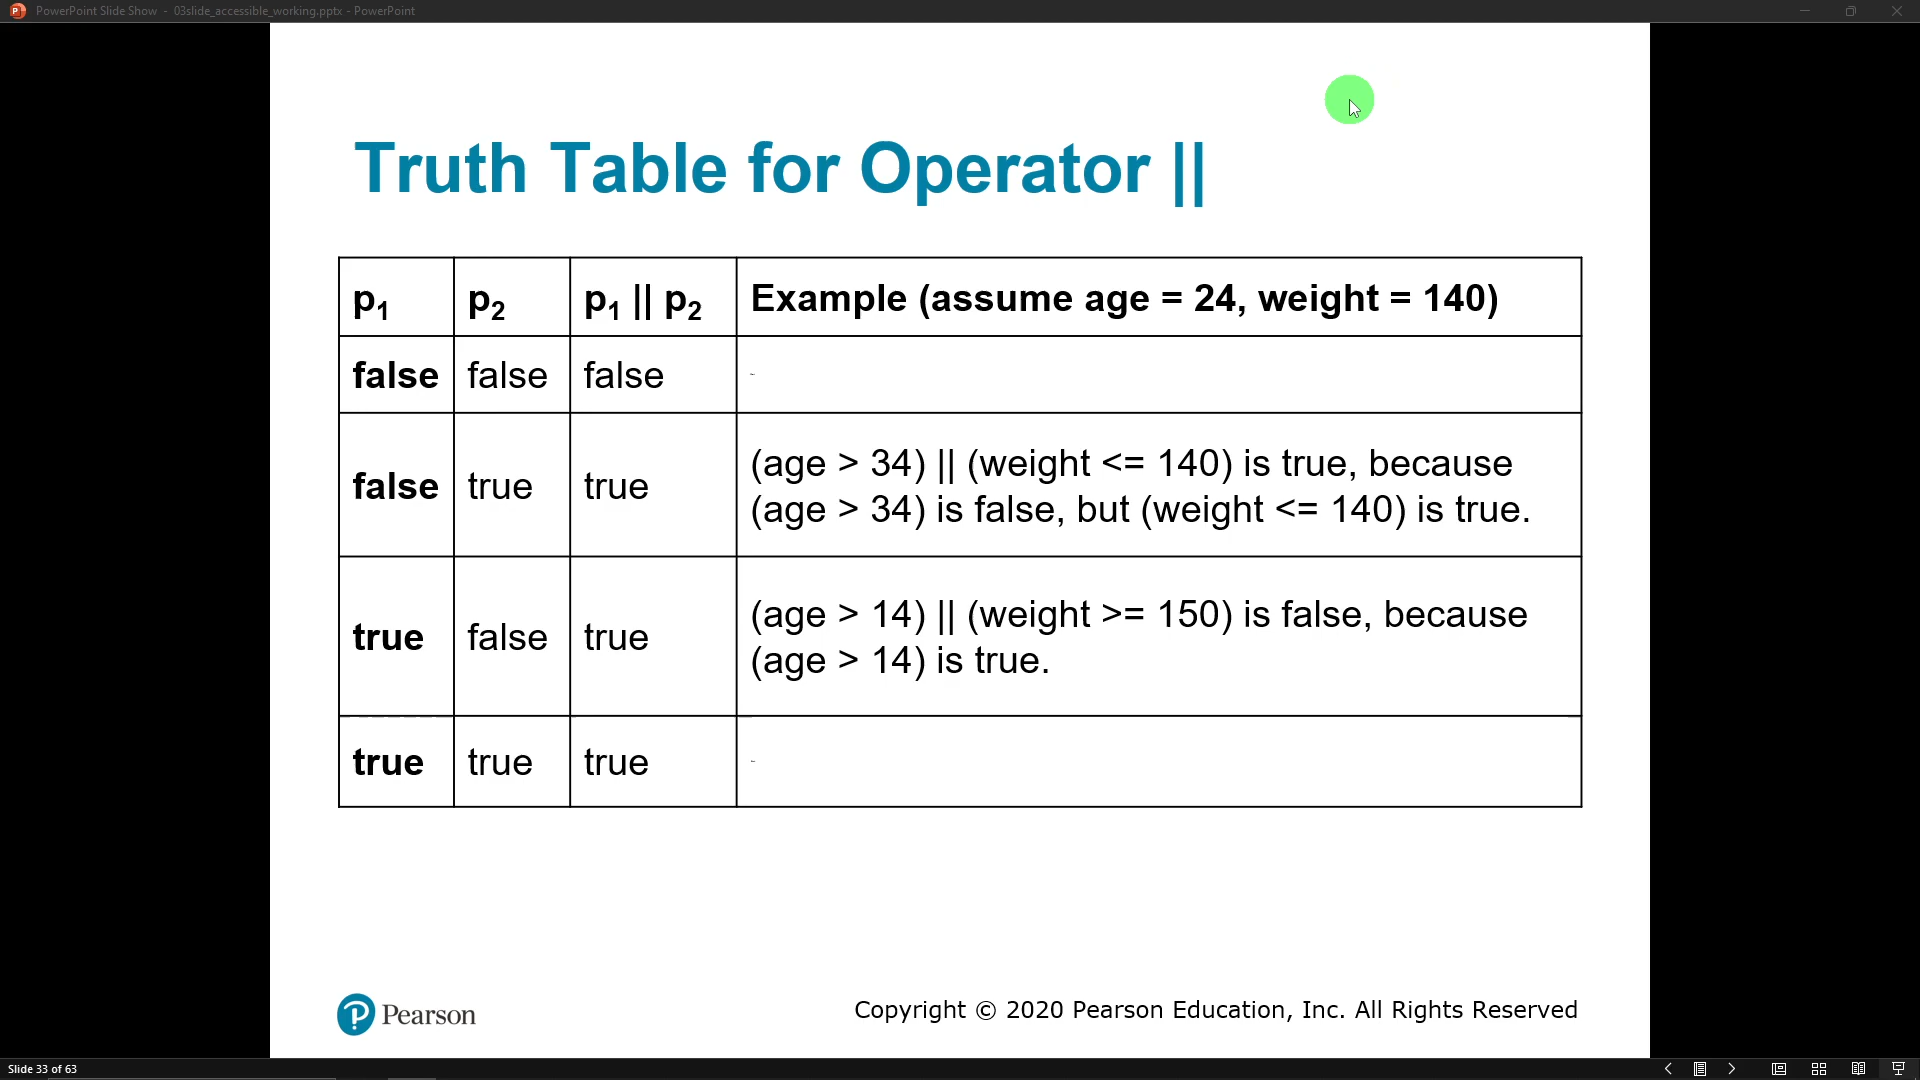 PowerPoint Slide Show - 03slide_accessible_working.pptx - PowerPoint
Truth Table for Operator ||
p1 p2 p1 || p2 Example (assume age = 24, weight = 140)
false false false
false true true (age > 34) || (weight <= 140) is true, because
(age > 34) is false, but (weight <= 140) is true.
true false true (age > 14) || (weight >= 150) is false, because
(age > 14) is true.
true true true
Pearson
Copyright © 2020 Pearson Education, Inc. All Rights Reserved
Slide 33 of 63